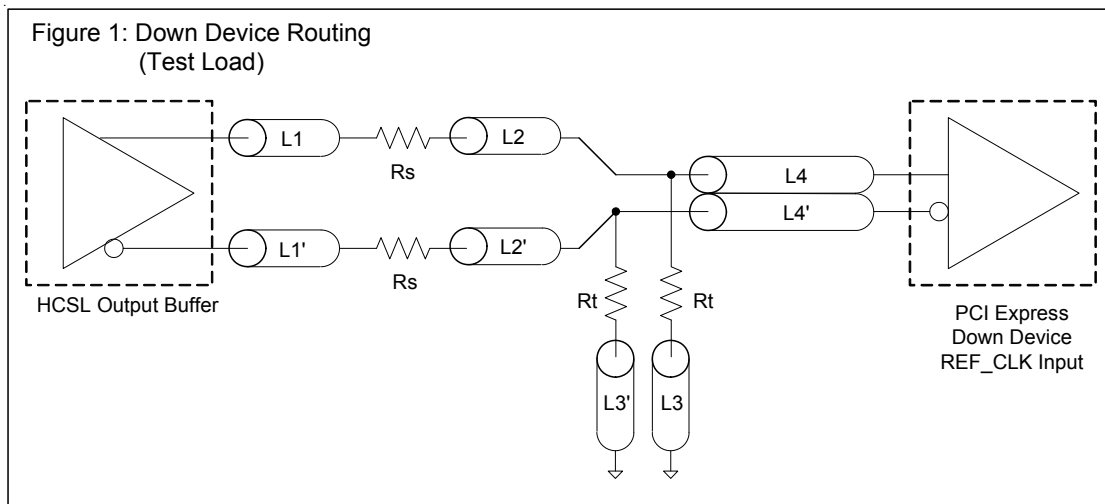 Figure 1: Down Device Routing
(Test Load)
L1
Rs
L2
L4
L4'
L1'
Rs
L2'
Rt
Rt
L3'
L3
HCSL Output Buffer
PCI Express
Down Device
REF_CLK Input